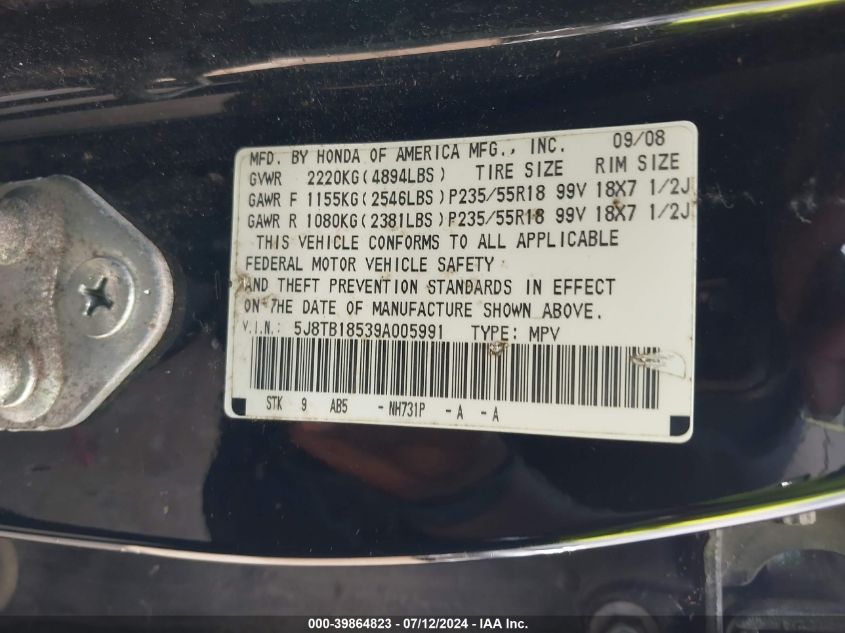 MFD. BY HONDA OF AMERICA MFG., INC. 09/08
GVWR 2220KG(4894LBS) TIRE SIZE RIM SIZE
GAWR F 1155KG(2546LBS)P235/55R18 99V 18X7 1/2J
GAWR R 1080KG(2381LBS)P235/55R18 99V 18X7 1/2J
THIS VEHICLE CONFORMS TO ALL APPLICABLE
FEDERAL MOTOR VEHICLE SAFETY
AND THEFT PREVENTION STANDARDS IN EFFECT
ON THE DATE OF MANUFACTURE SHOWN ABOVE.
V.I.N.: 5J8TB18539A005991 TYPE: MPV
STK 9 AB5 -NH731P -A -A
000-39864823 - 07/12/2024 - IAA Inc.